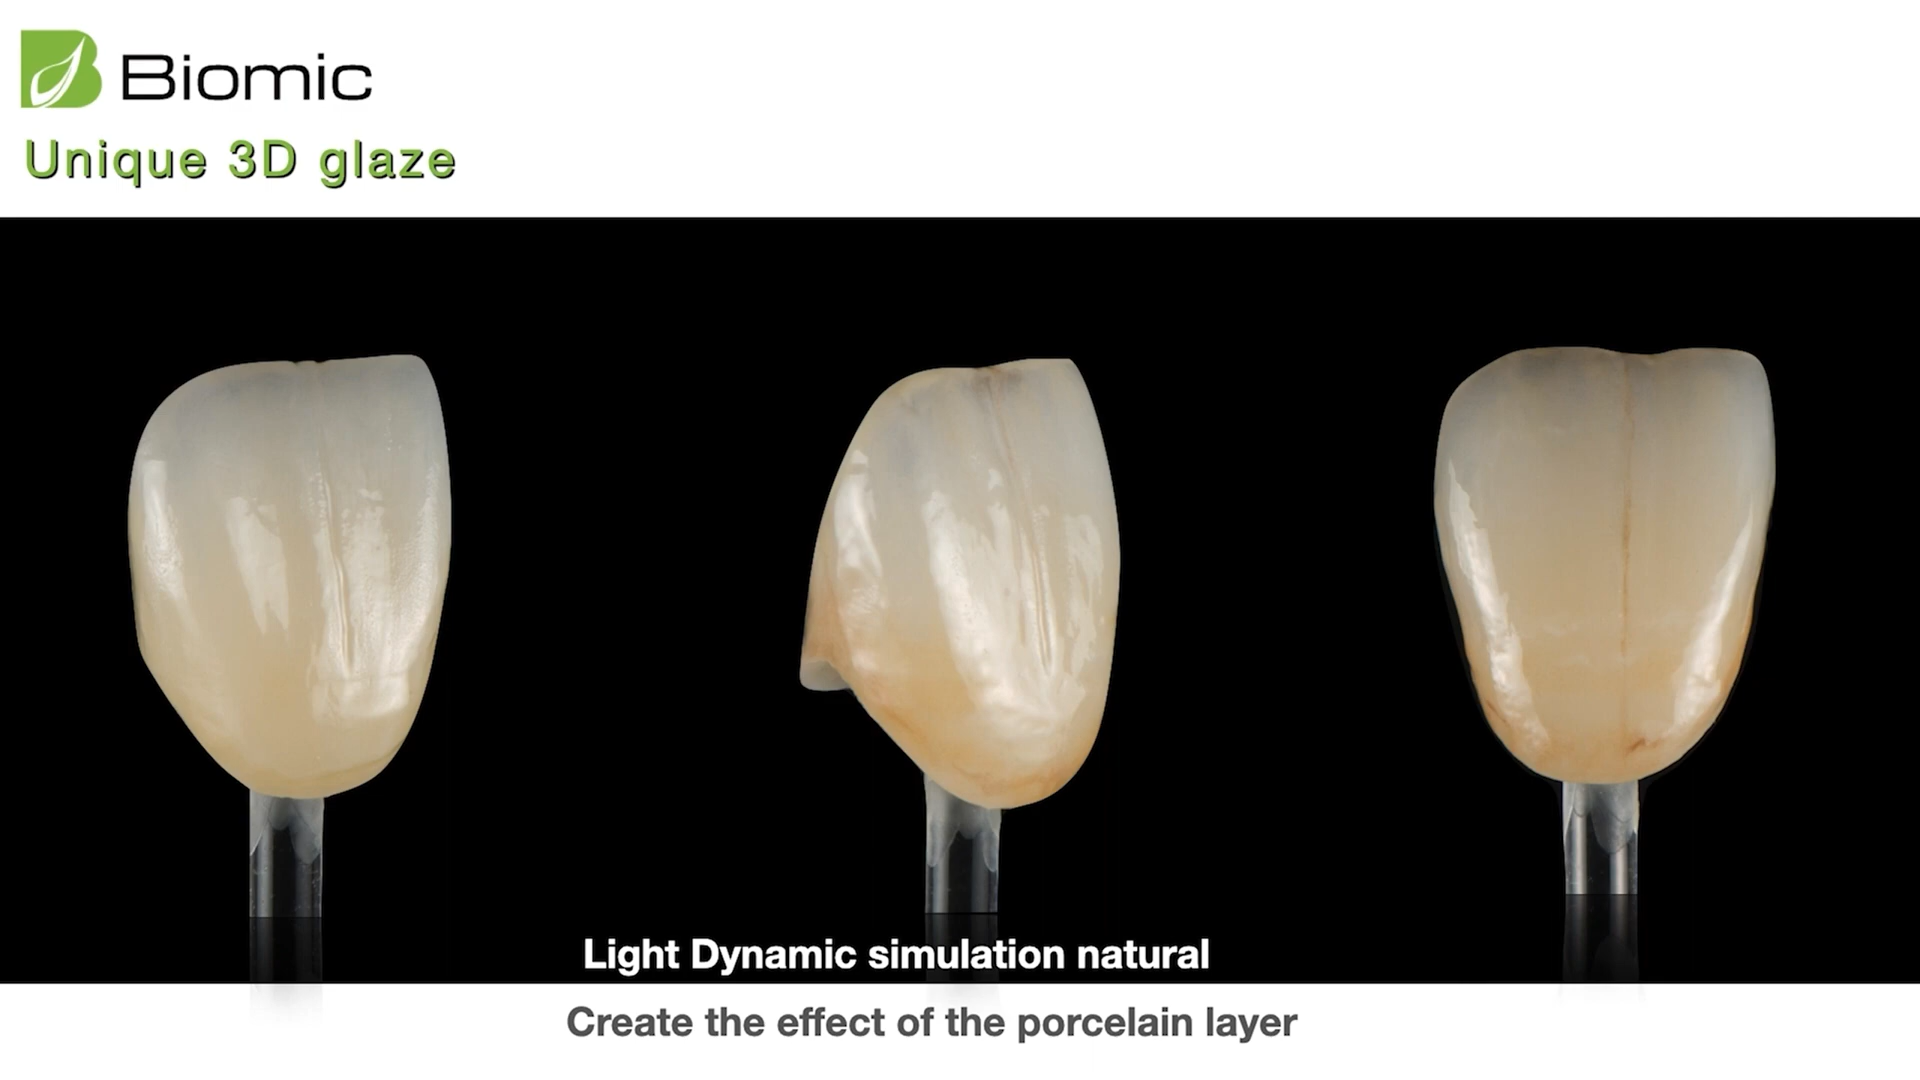 Biomic
Unique 3D glaze
Light Dynamic simulation natural
Create the effect of the porcelain layer